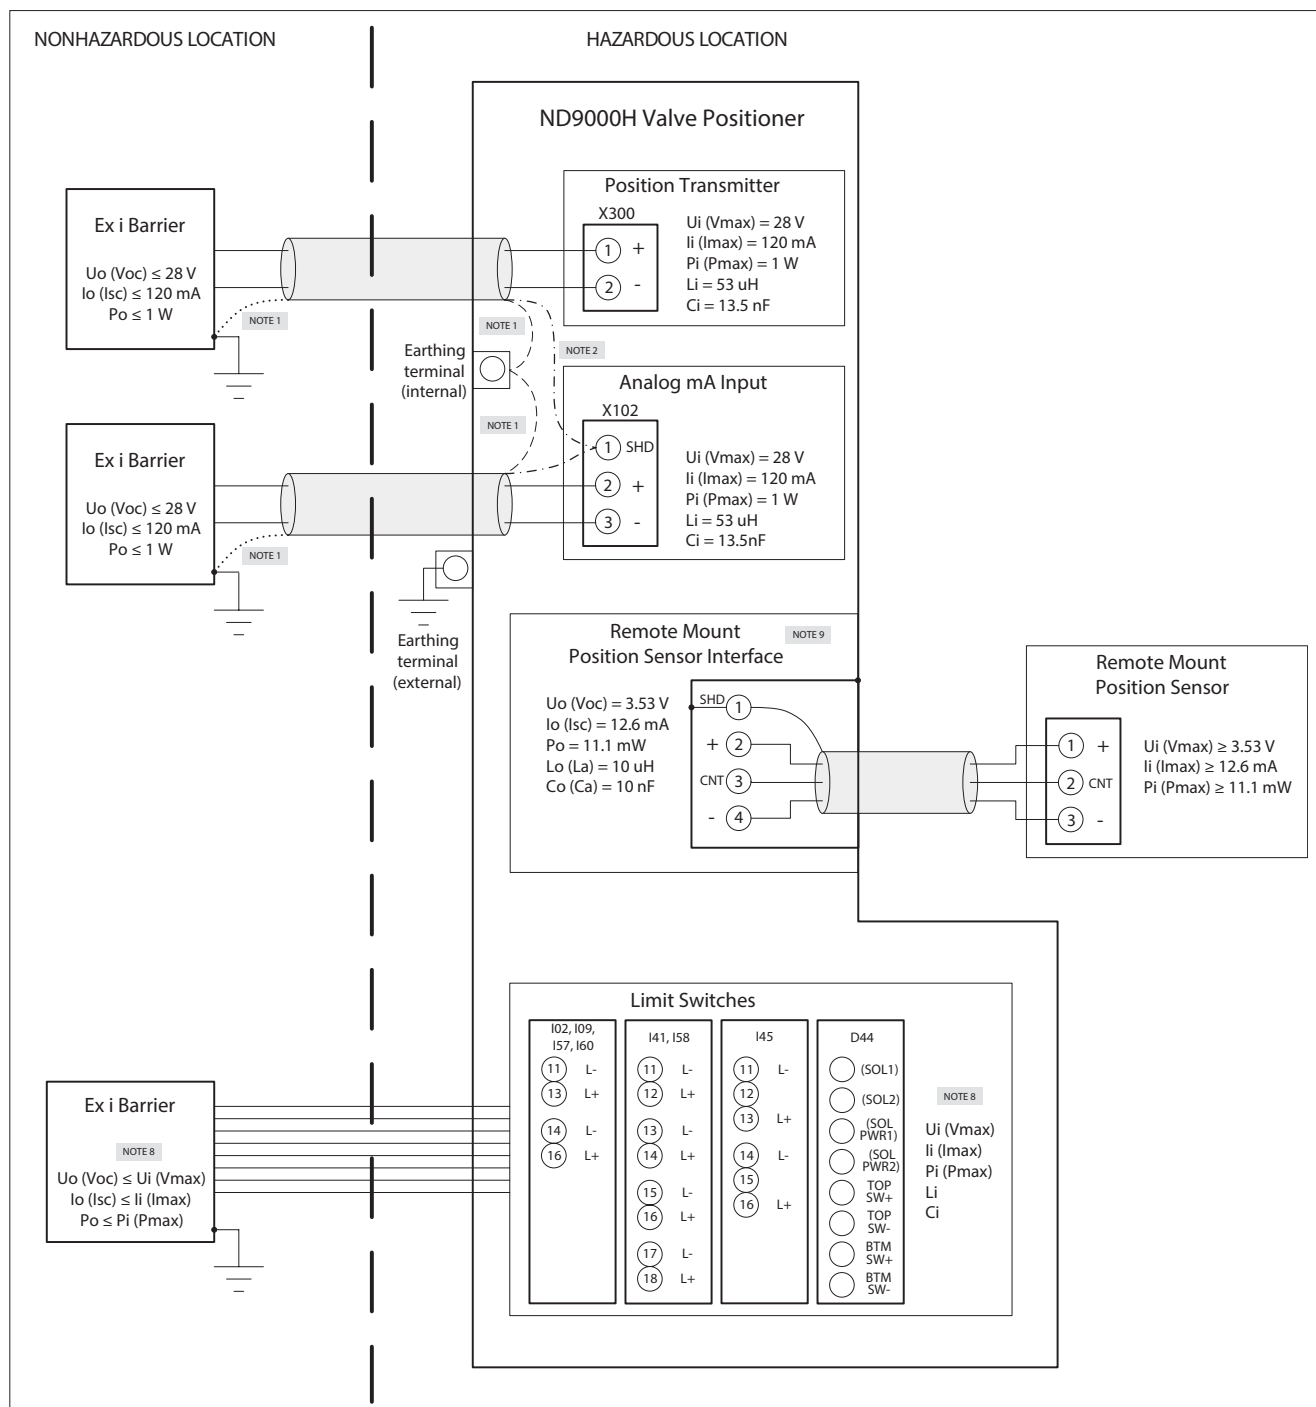 NONHAZARDOUS LOCATION
HAZARDOUS LOCATION
ND9000H Valve Positioner
Ex i Barrier
Uo (Voc) ≤ 28 V
Io (Isc) ≤ 120 mA
Po ≤ 1 W
NOTE 1
Position Transmitter
X300
1 +
2 -
Ui (Vmax) = 28 V
Ii (Imax) = 120 mA
Pi (Pmax) = 1 W
Li = 53 uH
Ci = 13.5 nF
NOTE 1
NOTE 2
Earthing
terminal
(internal)
NOTE 1
Ex i Barrier
Uo (Voc) ≤ 28 V
Io (Isc) ≤ 120 mA
Po ≤ 1 W
NOTE 1
Analog mA Input
X102
1 SHD
2 +
3 -
Ui (Vmax) = 28 V
Ii (Imax) = 120 mA
Pi (Pmax) = 1 W
Li = 53 uH
Ci = 13.5nF
Earthing
terminal
(external)
Remote Mount
Position Sensor Interface
NOTE 9
Uo (Voc) = 3.53 V
Io (Isc) = 12.6 mA
Po = 11.1 mW
Lo (La) = 10 uH
Co (Ca) = 10 nF
SHD 1
+ 2
CNT 3
- 4
Remote Mount
Position Sensor
1 +
2 CNT
3 -
Ui (Vmax) ≥ 3.53 V
Ii (Imax) ≥ 12.6 mA
Pi (Pmax) ≥ 11.1 mW
Limit Switches
I02, I09,
I57, I60
11 L-
13 L+
14 L-
16 L+
I41, I58
11 L-
12 L+
13 L-
14 L+
15 L-
16 L+
17 L-
18 L+
I45
11 L-
12
13 L+
14 L-
15
16 L+
D44
(SOL1)
(SOL2)
(SOL
PWR1)
(SOL
PWR2)
TOP
SW+
TOP
SW-
BTM
SW+
BTM
SW-
NOTE 8
Ui (Vmax)
Ii (Imax)
Pi (Pmax)
Li
Ci
Ex i Barrier
NOTE 8
Uo (Voc) ≤ Ui (Vmax)
Io (Isc) ≤ Ii (Imax)
Po ≤ Pi (Pmax)